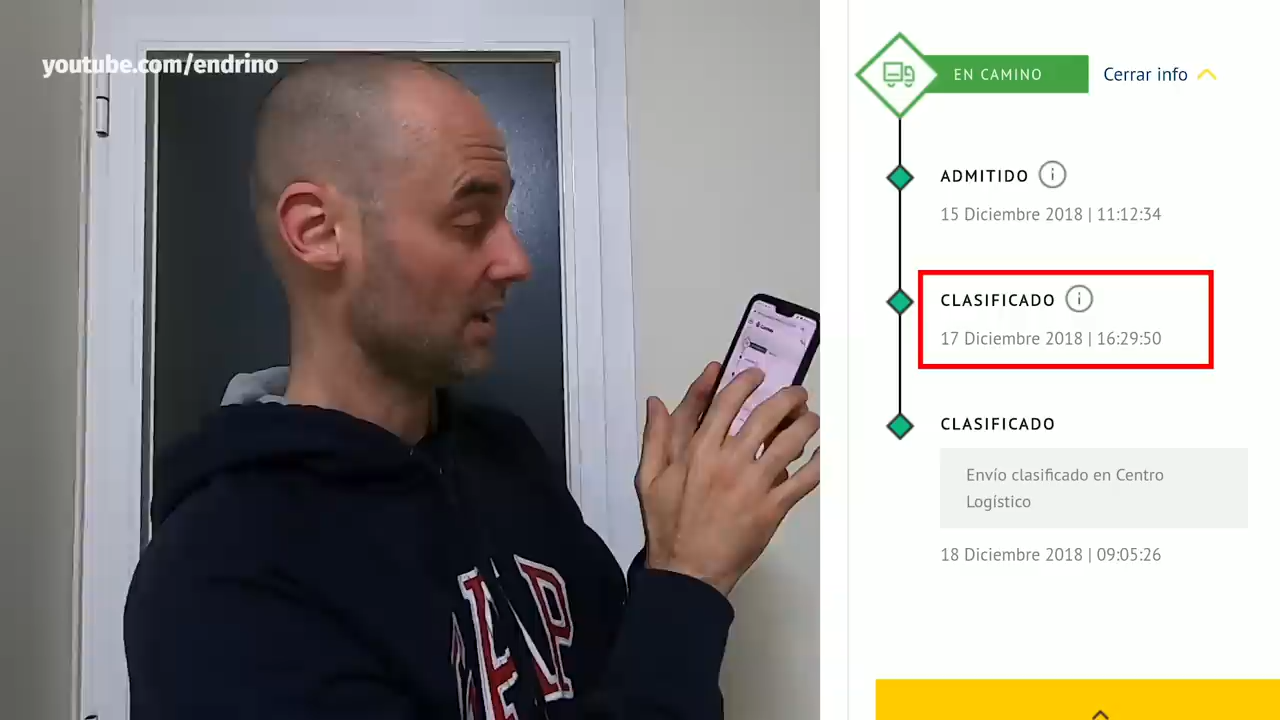 youtube.com/endrino
EN CAMINO
Cerrar info
ADMITIDO
15 Diciembre 2018 | 11:12:34
CLASIFICADO
17 Diciembre 2018 | 16:29:50
CLASIFICADO
Envío clasificado en Centro
Logístico
18 Diciembre 2018 | 09:05:26